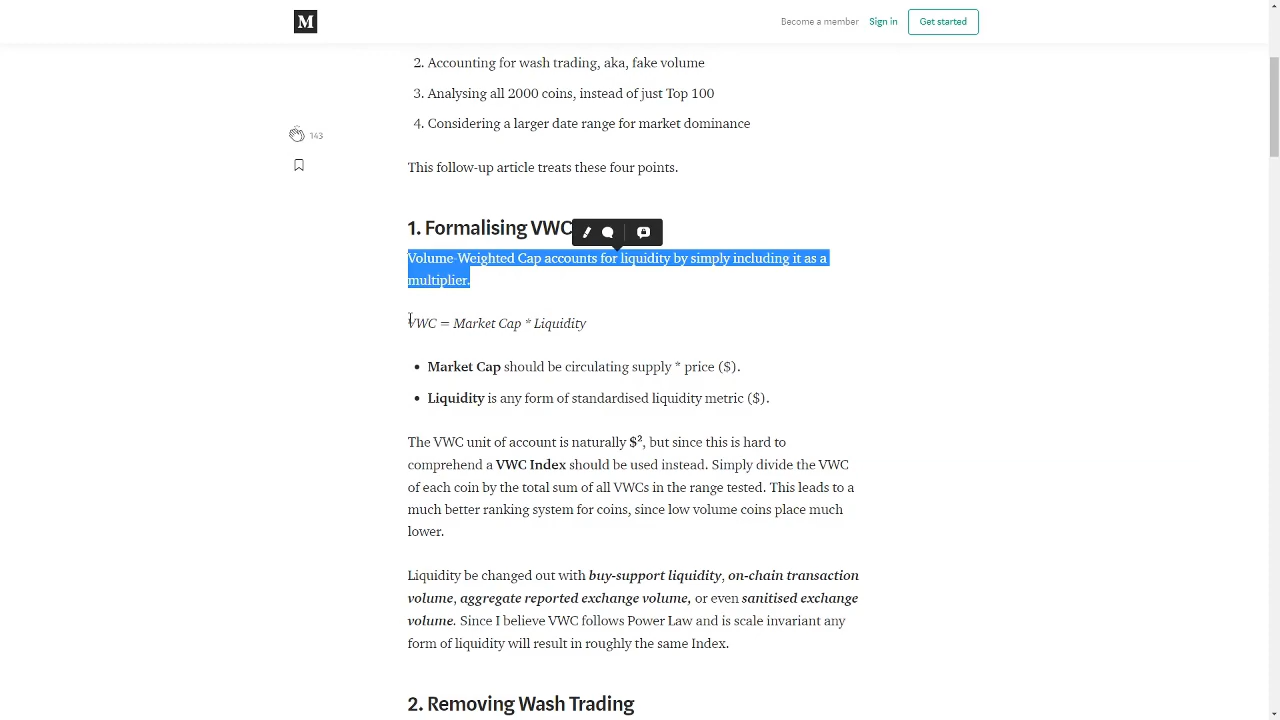 M
Become a member Sign in Get started
2. Accounting for wash trading, aka, fake volume
3. Analysing all 2000 coins, instead of just Top 100
4. Considering a larger date range for market dominance
143
This follow-up article treats these four points.
1. Formalising VWC
Volume-Weighted Cap accounts for liquidity by simply including it as a
multiplier.
VWC = Market Cap * Liquidity
• Market Cap should be circulating supply * price ($).
• Liquidity is any form of standardised liquidity metric ($).
The VWC unit of account is naturally $², but since this is hard to
comprehend a VWC Index should be used instead. Simply divide the VWC
of each coin by the total sum of all VWCs in the range tested. This leads to a
much better ranking system for coins, since low volume coins place much
lower.
Liquidity be changed out with buy-support liquidity, on-chain transaction
volume, aggregate reported exchange volume, or even sanitised exchange
volume. Since I believe VWC follows Power Law and is scale invariant any
form of liquidity will result in roughly the same Index.
2. Removing Wash Trading